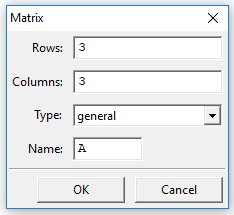 Matrix
Rows: 3
Columns: 3
Type: general
Name: A
OK Cancel